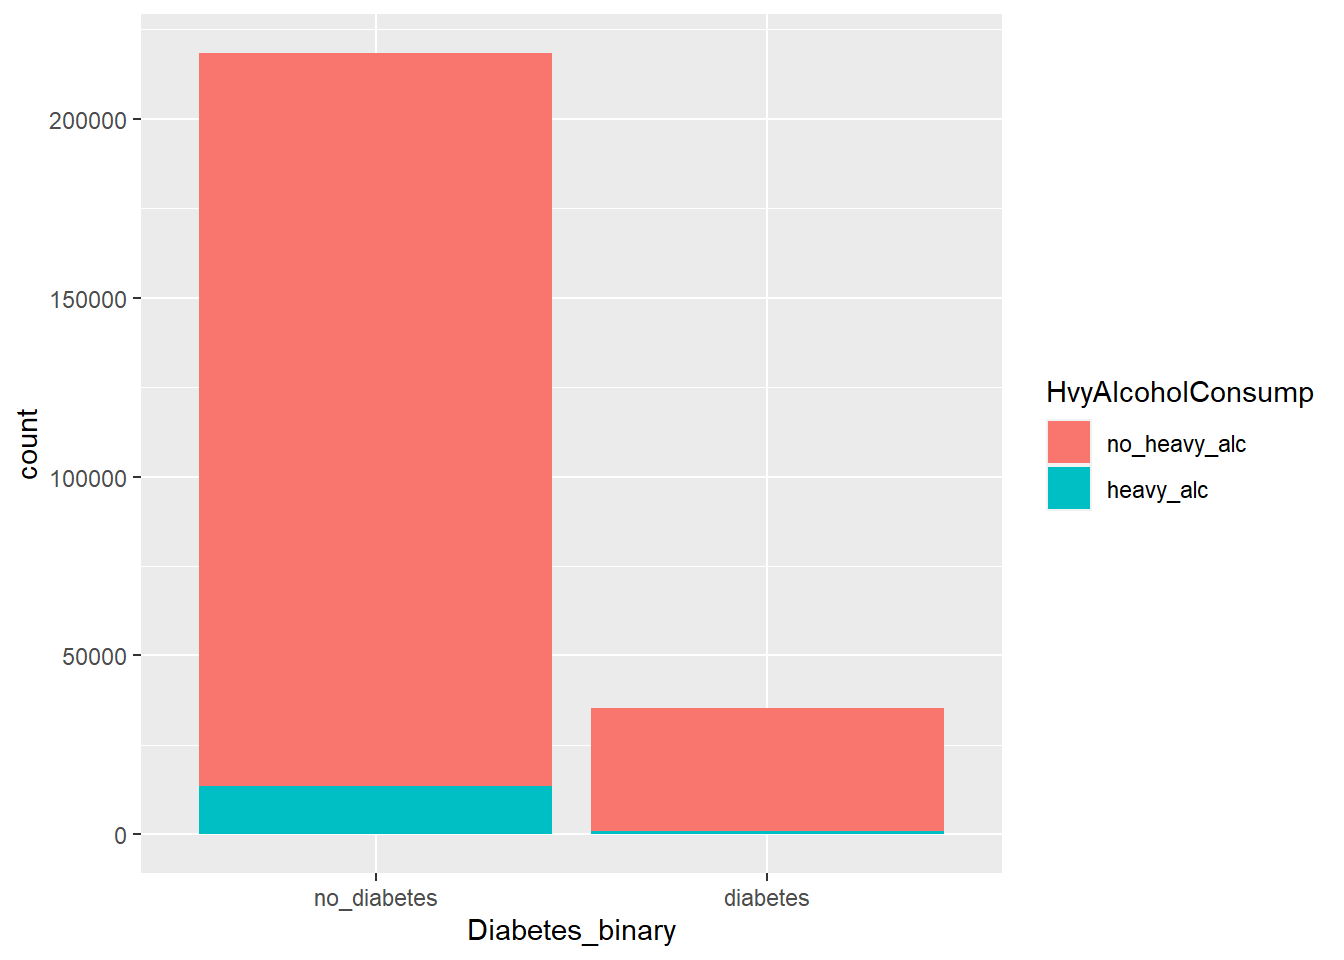 count
200000
150000
100000
50000
0
no_diabetes
diabetes
Diabetes_binary
HvyAlcoholConsump
no_heavy_alc
heavy_alc